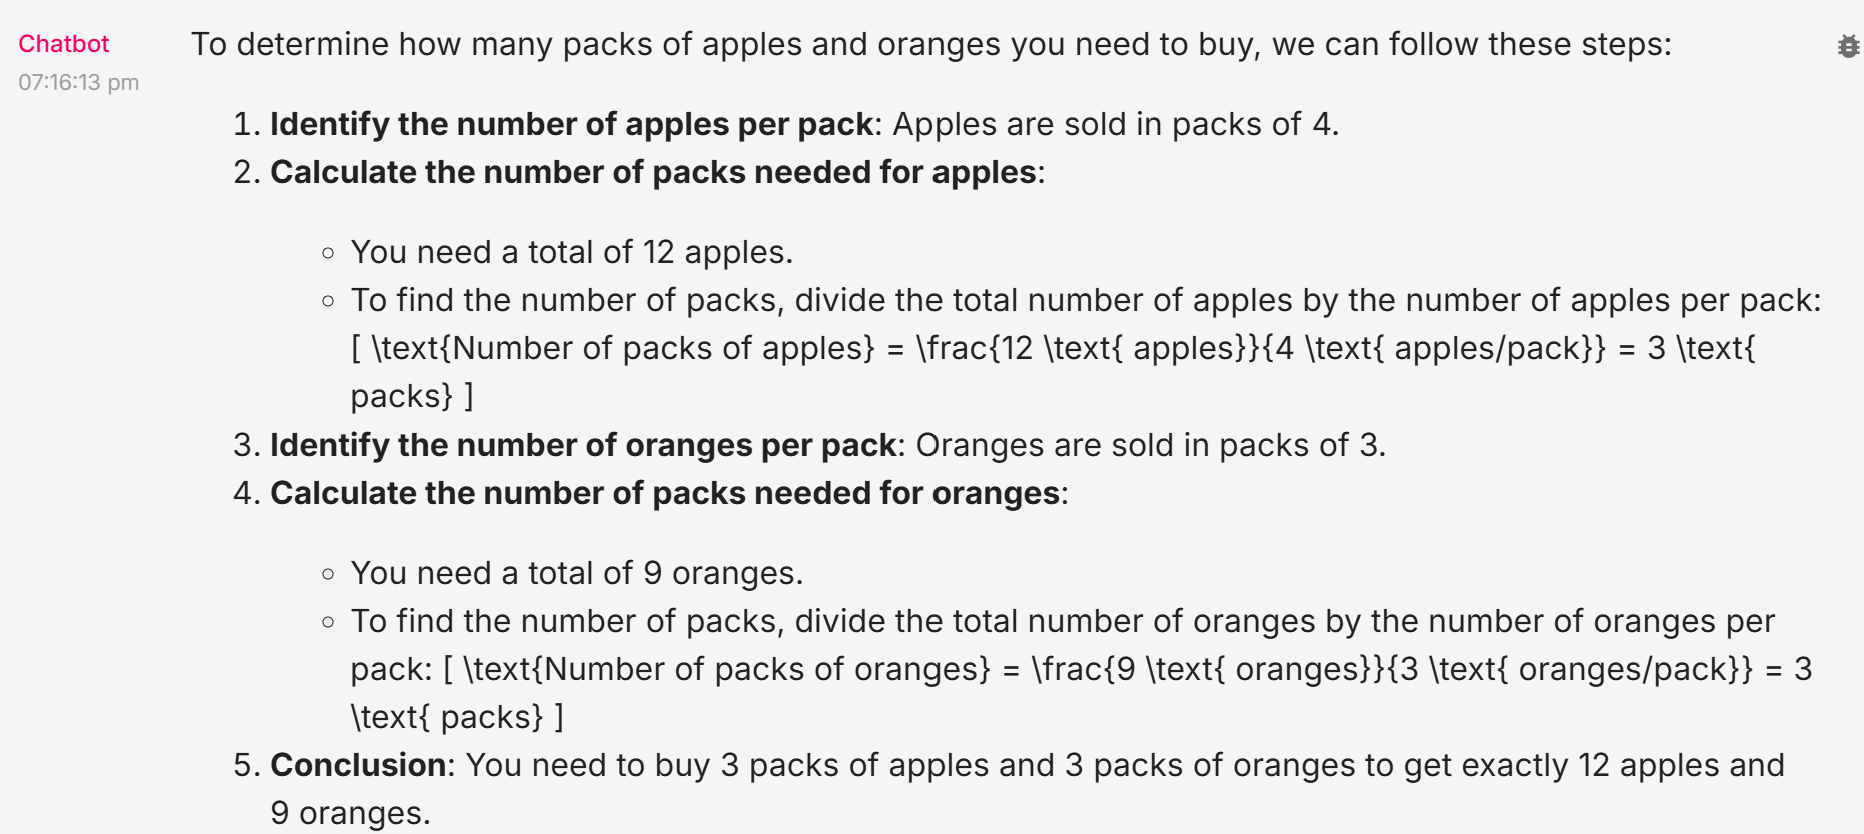 Chatbot
07:16:13 pm
To determine how many packs of apples and oranges you need to buy, we can follow these steps:
1. Identify the number of apples per pack: Apples are sold in packs of 4.
2. Calculate the number of packs needed for apples:
◦ You need a total of 12 apples.
◦ To find the number of packs, divide the total number of apples by the number of apples per pack:
[ \text{Number of packs of apples} = \frac{12 \text{ apples}}{4 \text{ apples/pack}} = 3 \text{
packs} ]
3. Identify the number of oranges per pack: Oranges are sold in packs of 3.
4. Calculate the number of packs needed for oranges:
◦ You need a total of 9 oranges.
◦ To find the number of packs, divide the total number of oranges by the number of oranges per
pack: [ \text{Number of packs of oranges} = \frac{9 \text{ oranges}}{3 \text{ oranges/pack}} = 3
\text{ packs} ]
5. Conclusion: You need to buy 3 packs of apples and 3 packs of oranges to get exactly 12 apples and
9 oranges.